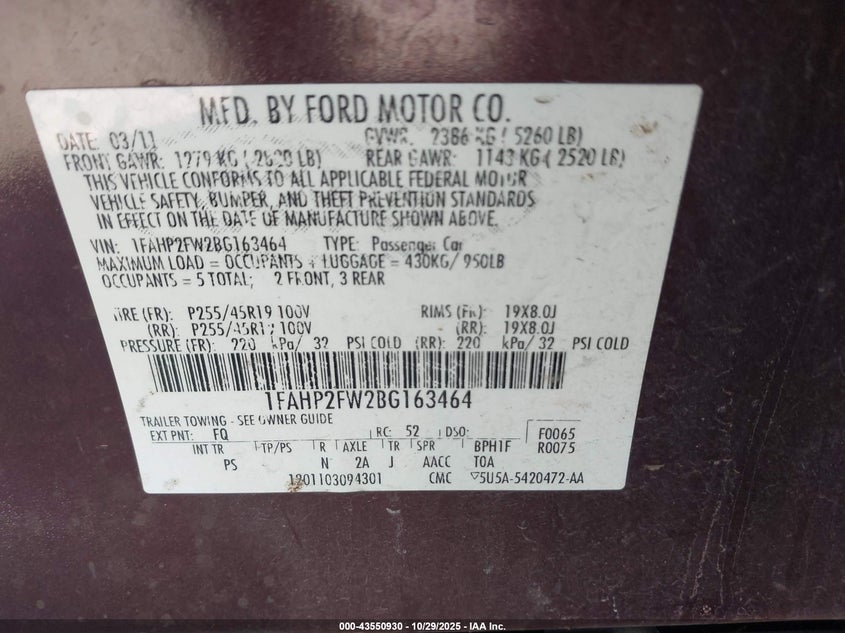 MFD. BY FORD MOTOR CO.
DATE: 03/11 GVWR: 2386 KG ( 5260 LB)
FRONT GAWR: 1279 KG ( 2820 LB) REAR GAWR: 1143 KG ( 2520 LB)
THIS VEHICLE CONFORMS TO ALL APPLICABLE FEDERAL MOTOR
VEHICLE SAFETY, BUMPER, AND THEFT PREVENTION STANDARDS
IN EFFECT ON THE DATE OF MANUFACTURE SHOWN ABOVE.
VIN: 1FAHP2FW2BG163464 TYPE: Passenger Car
MAXIMUM LOAD = OCCUPANTS + LUGGAGE = 430KG/ 950LB
OCCUPANTS = 5 TOTAL; 2 FRONT, 3 REAR
TIRE (FR): P255/45R19 100V RIMS (FR): 19X8.0J
(RR): P255/45R19 100V (RR): 19X8.0J
PRESSURE (FR): 220 kPa/ 32 PSI COLD (RR): 220 kPa/ 32 PSI COLD
1FAHP2FW2BG163464
TRAILER TOWING - SEE OWNER GUIDE
EXT PNT: FQ RC: 52 DSO: F0065
INT TR TP/PS R AXLE TR SPR BPH1F R0075
PS N 2A J AACC TOA
1201103094301 CMC 5U5A-5420472-AA
000-43550930 - 10/29/2025 - IAA Inc.